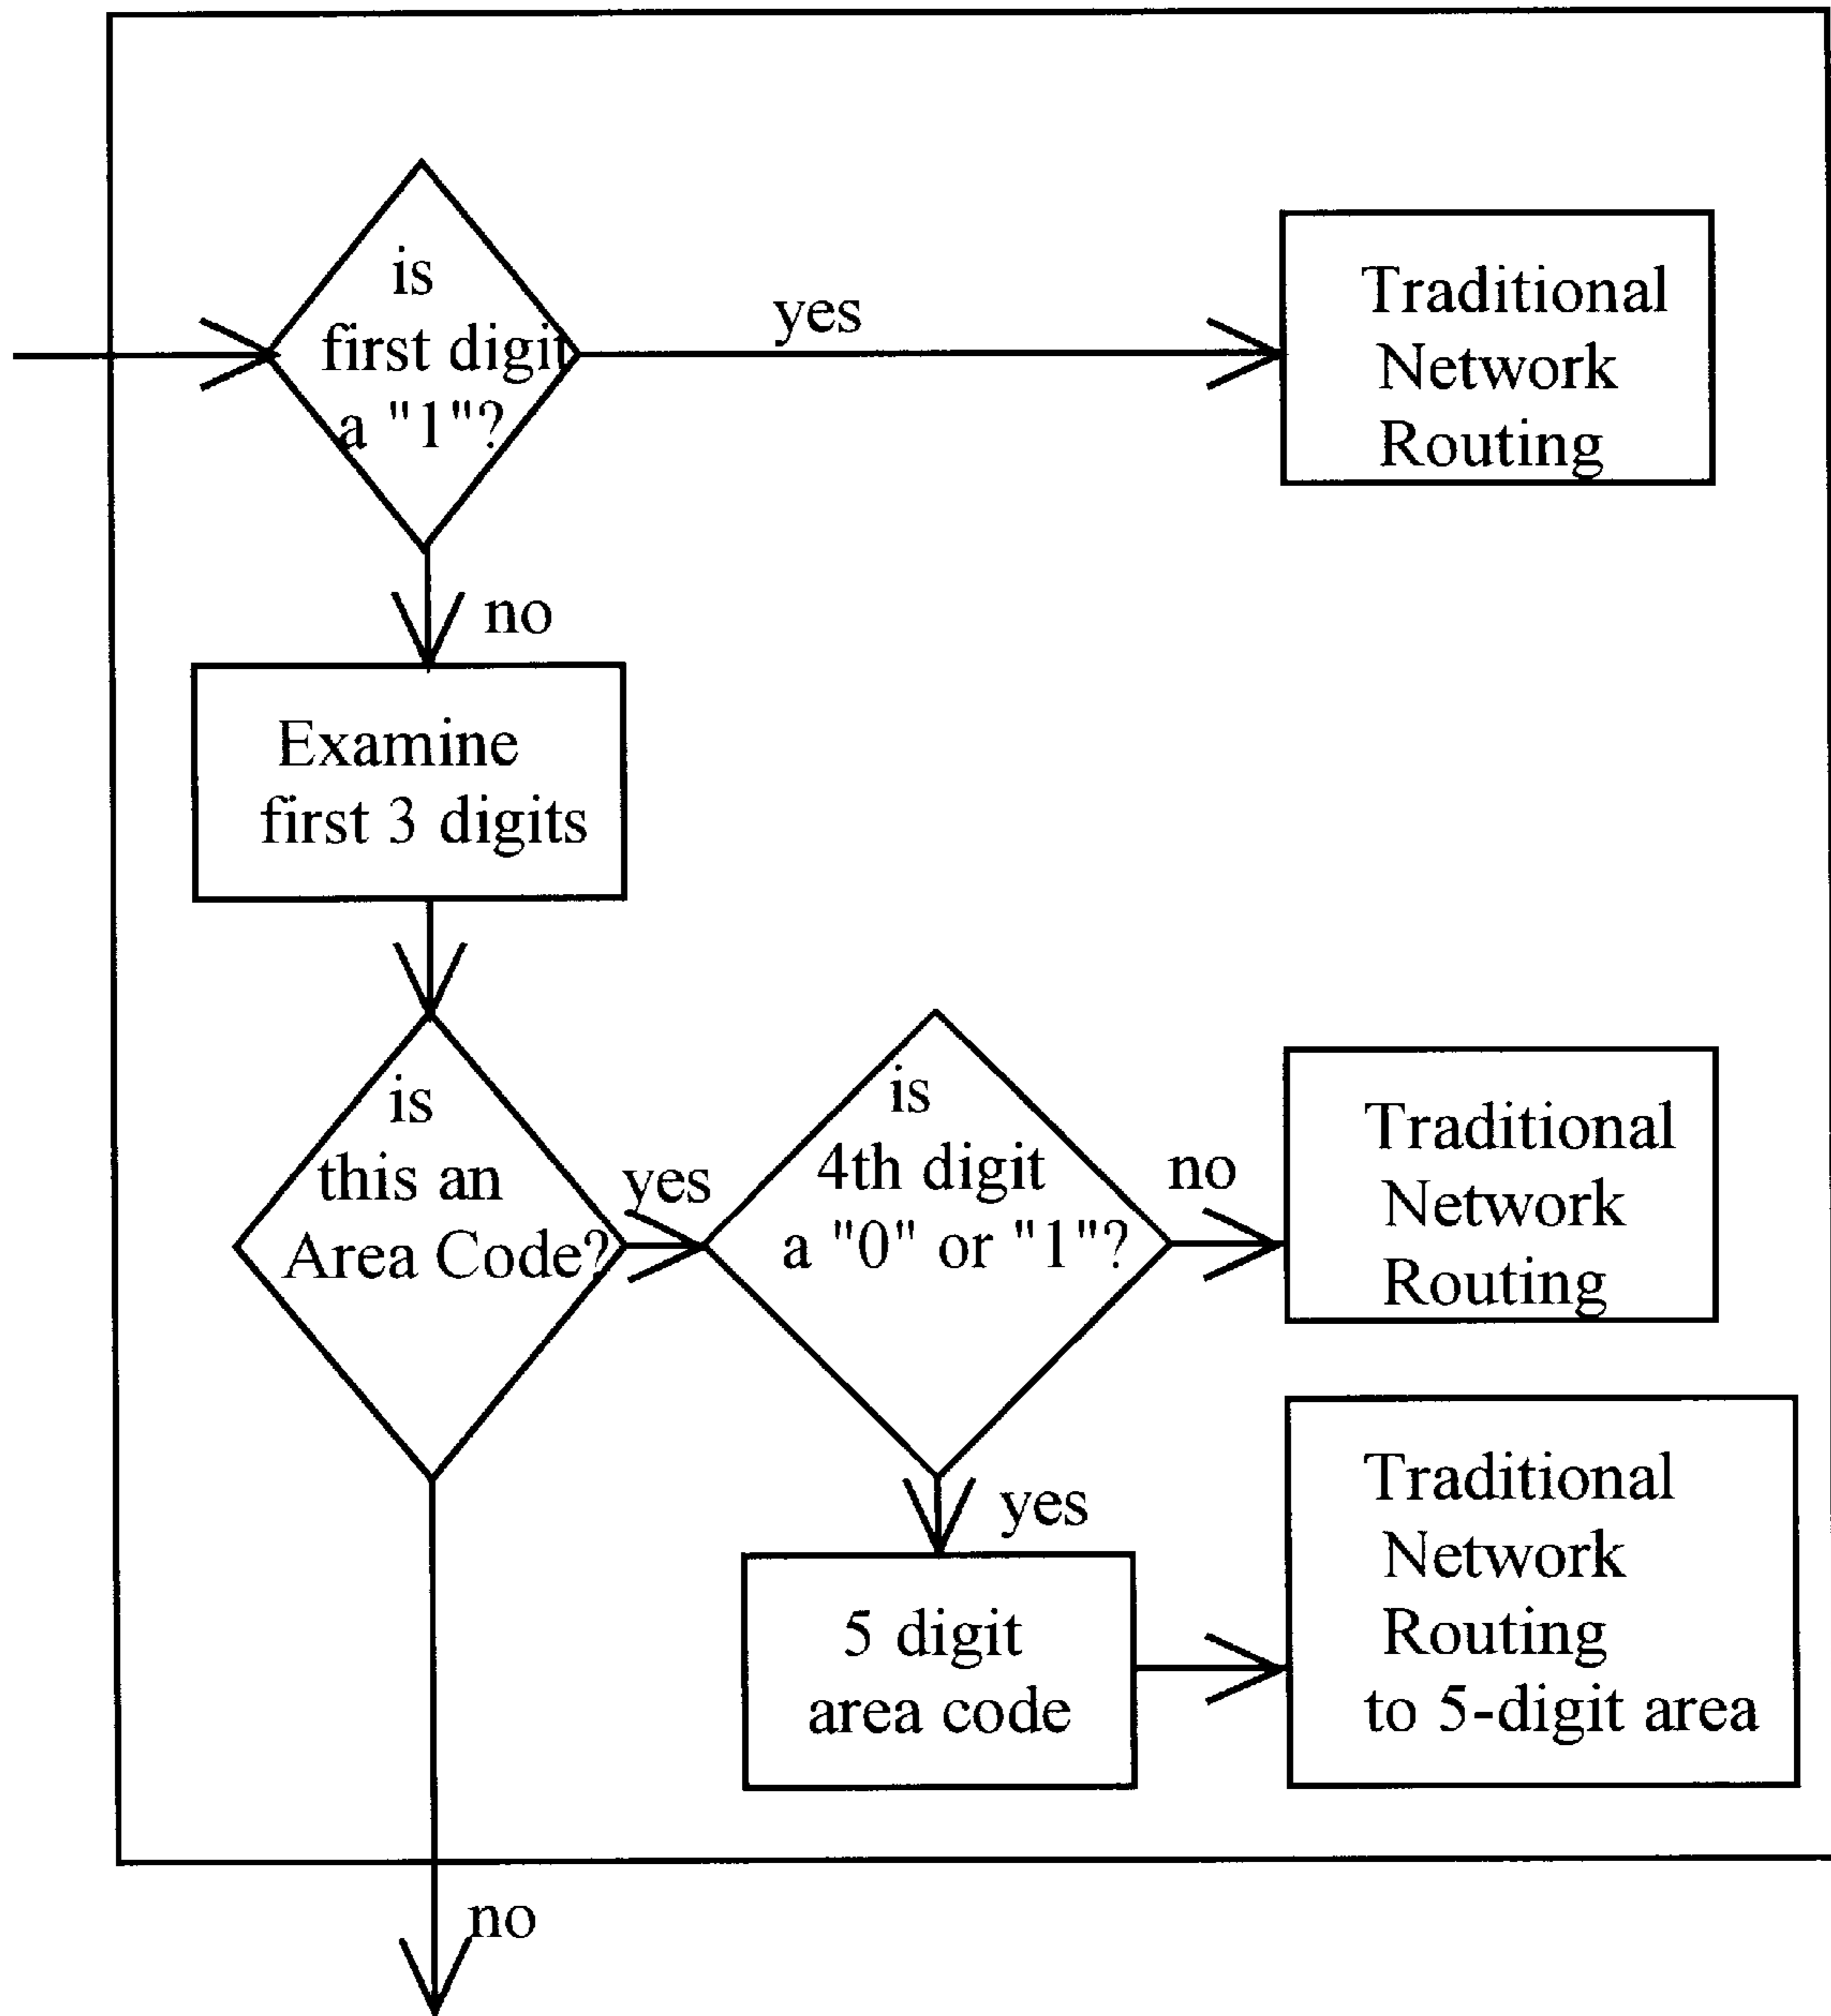 is
first digit
a "1"?
yes
Traditional
Network
Routing
no
Examine
first 3 digits
is
this an
Area Code?
yes
is
4th digit
a "0" or "1"?
no
Traditional
Network
Routing
yes
5 digit
area code
Traditional
Network
Routing
to 5-digit area
no